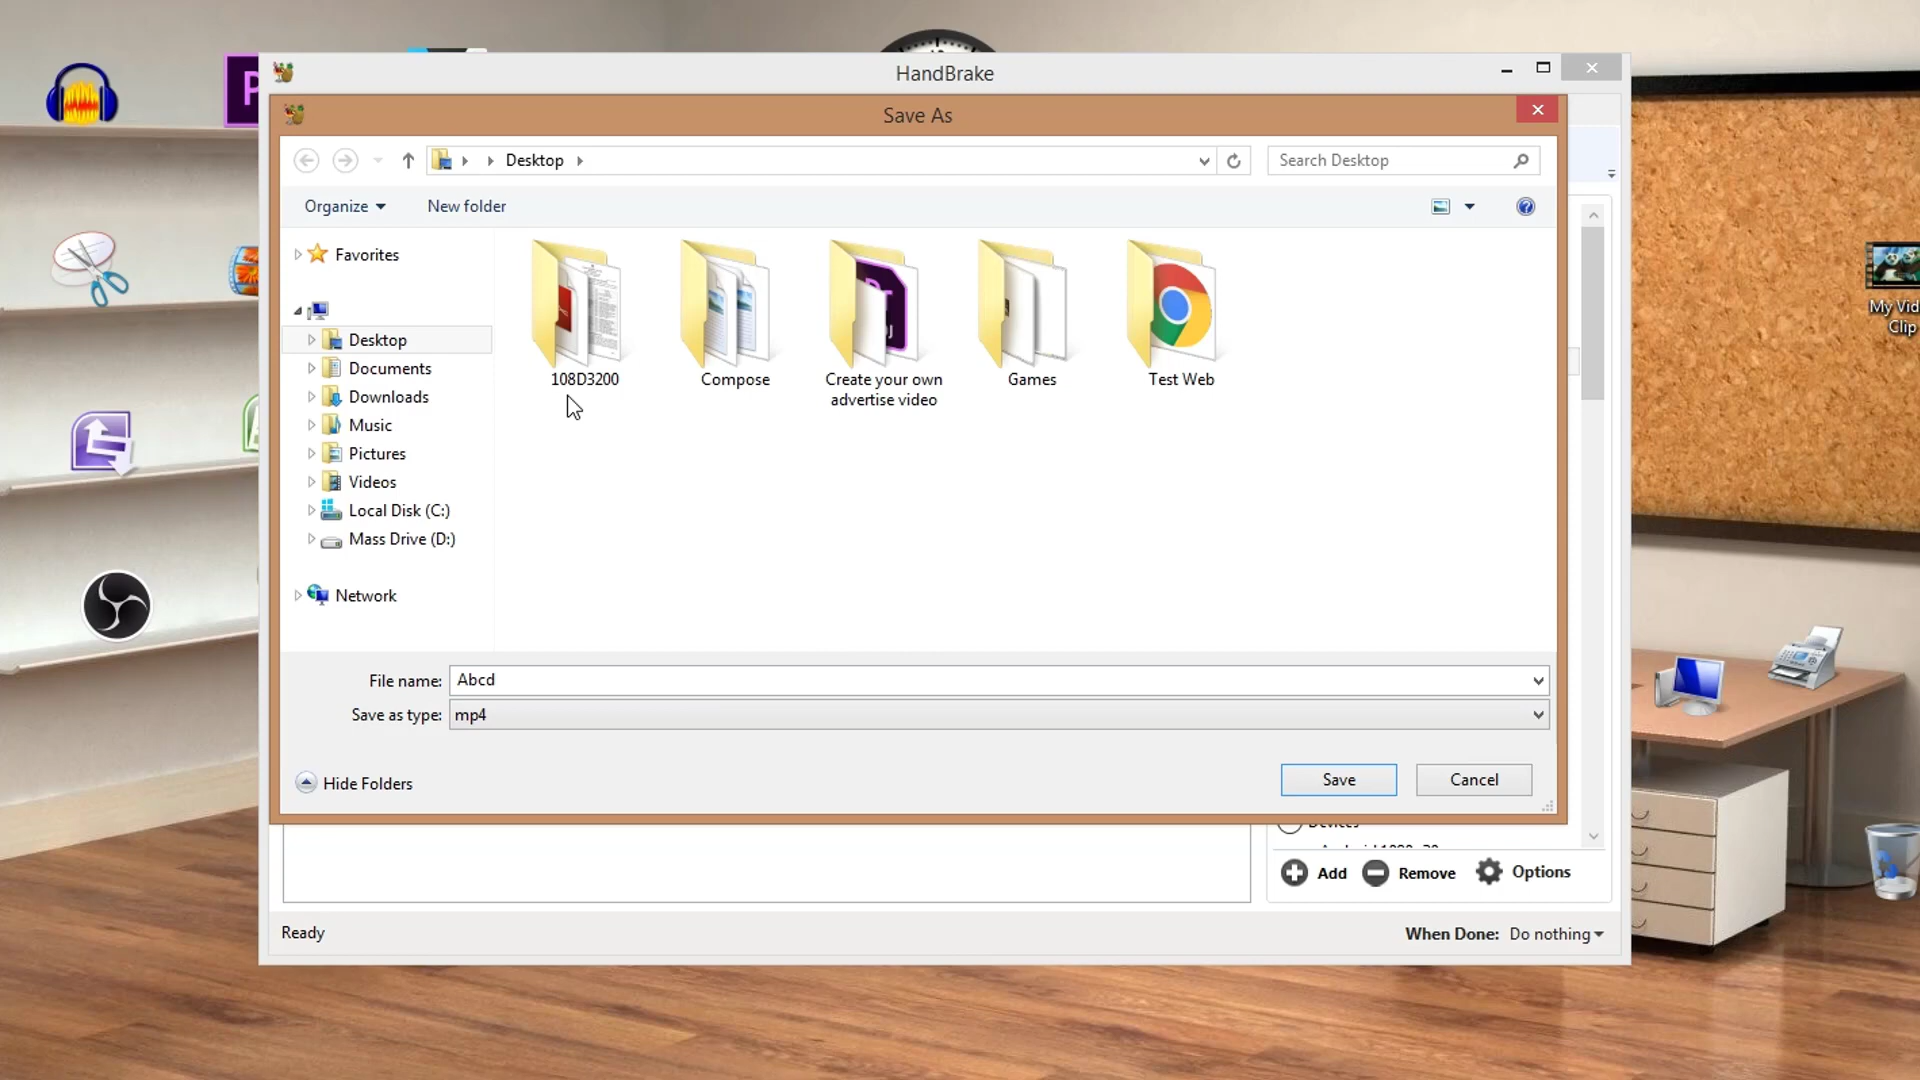 HandBrake
Save As
Desktop
Search Desktop
Organize
New folder
Favorites
Desktop
Documents
Downloads
Music
Pictures
Videos
Local Disk (C:)
Mass Drive (D:)
Network
108D3200
Compose
Create your own
advertise video
Games
Test Web
My Vid
Clip
File name: Abcd
Save as type: mp4
Hide Folders
Save
Cancel
Devices
Add
Remove
Options
Ready
When Done: Do nothing